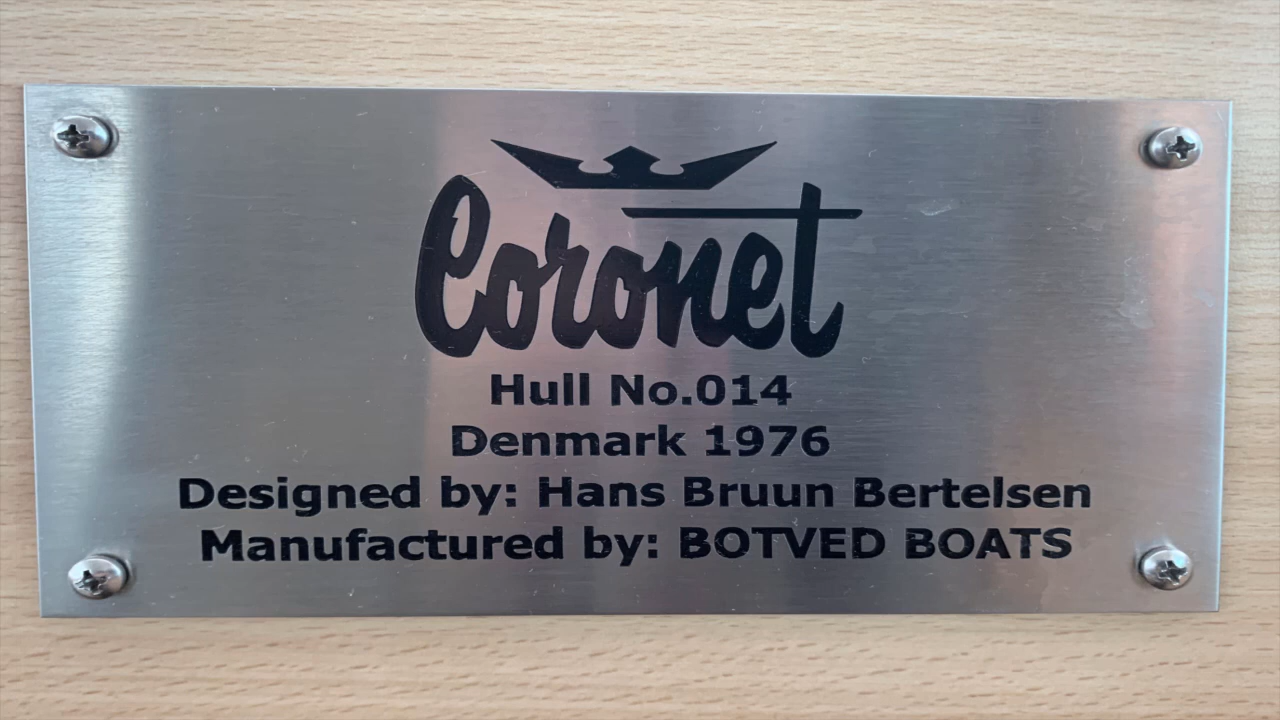 Coronet
Hull No.014
Denmark 1976
Designed by: Hans Bruun Bertelsen
Manufactured by: BOTVED BOATS